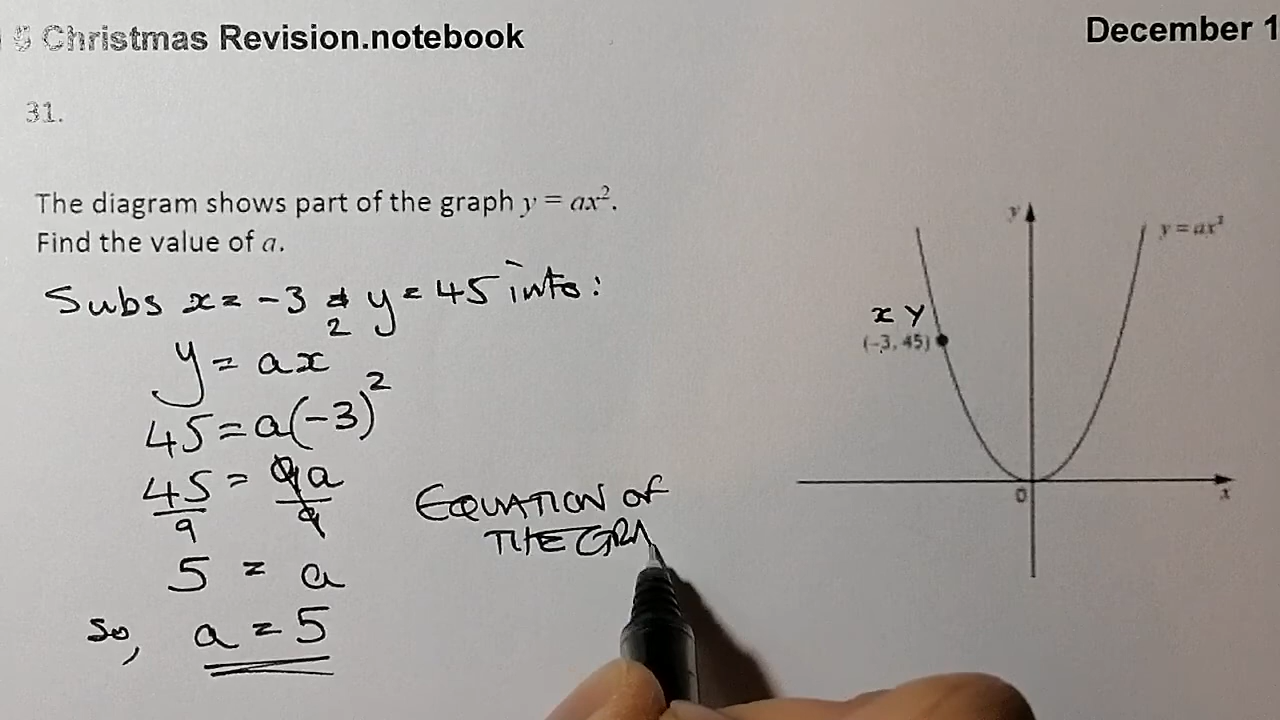 5 Christmas Revision.notebook
December 1
31.
The diagram shows part of the graph y = ax².
Find the value of a.
Subs x = -3 & y = 45 into:
y = ax²
45 = a(-3)²
45/9 = 9a/9
5 = a
So, a = 5
EQUATION OF
THE GRA
y
y = ax²
x y
(-3, 45)
0
x